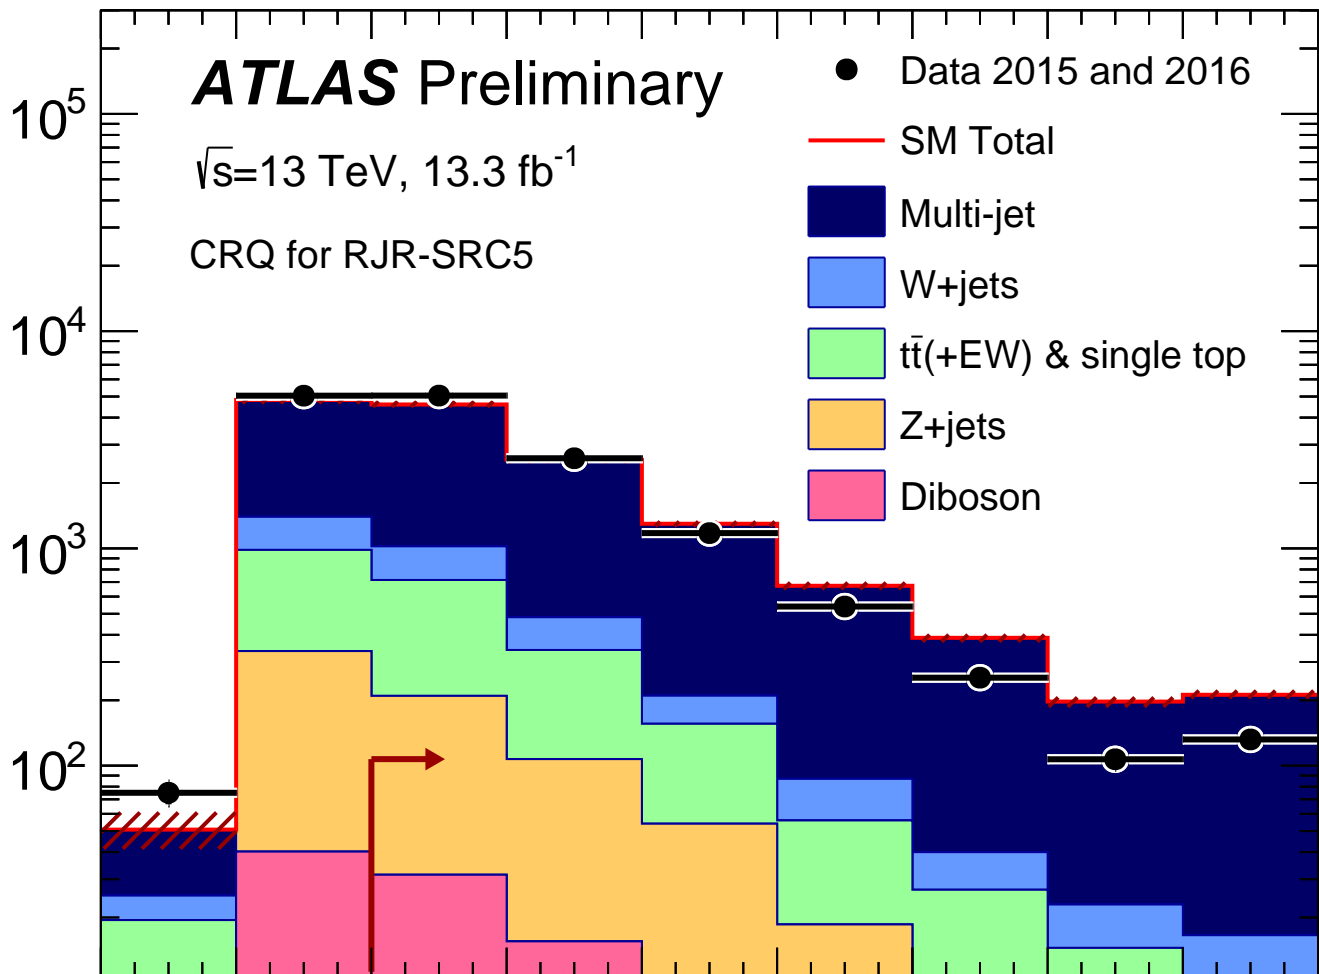 ATLAS Preliminary
√s=13 TeV, 13.3 fb⁻¹
CRQ for RJR-SRC5
Data 2015 and 2016
SM Total
Multi-jet
W+jets
tt̄(+EW) & single top
Z+jets
Diboson
10⁵
10⁴
10³
10²